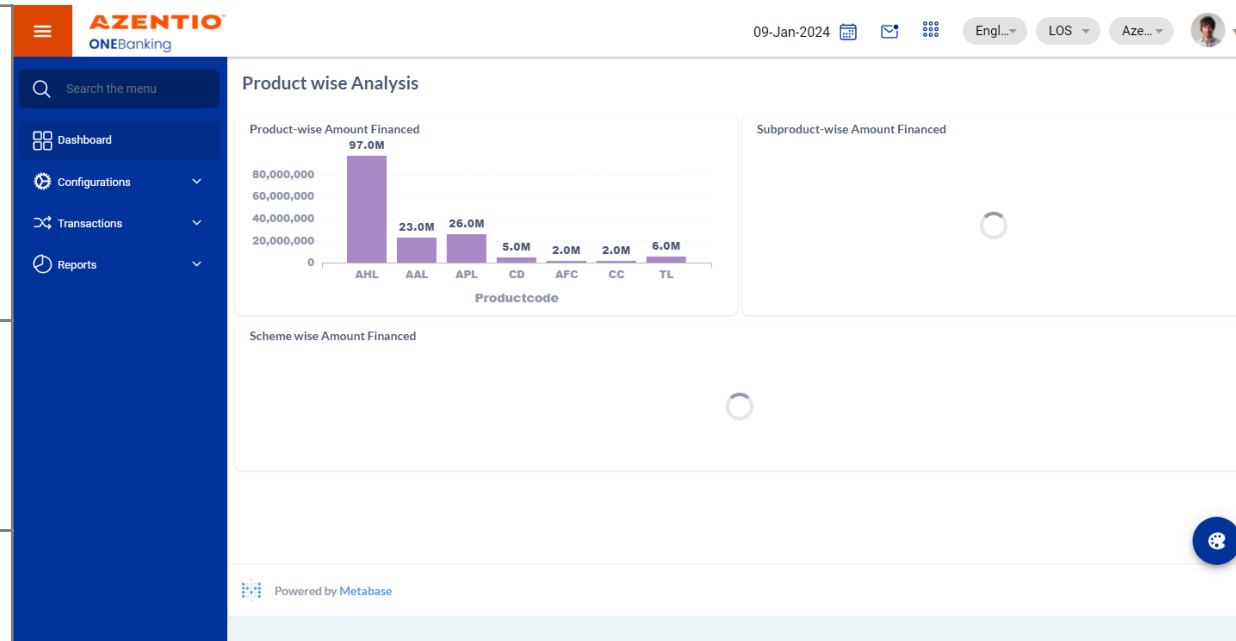 AZENTIO
ONEBanking
09-Jan-2024
Engl...
LOS
Aze...
Search the menu
Dashboard
Configurations
Transactions
Reports
Product wise Analysis
Product-wise Amount Financed
97.0M
80,000,000
60,000,000
40,000,000
20,000,000
0
23.0M
26.0M
5.0M
2.0M
2.0M
6.0M
AHL AAL APL CD AFC CC TL
Productcode
Subproduct-wise Amount Financed
Scheme wise Amount Financed
Powered by Metabase